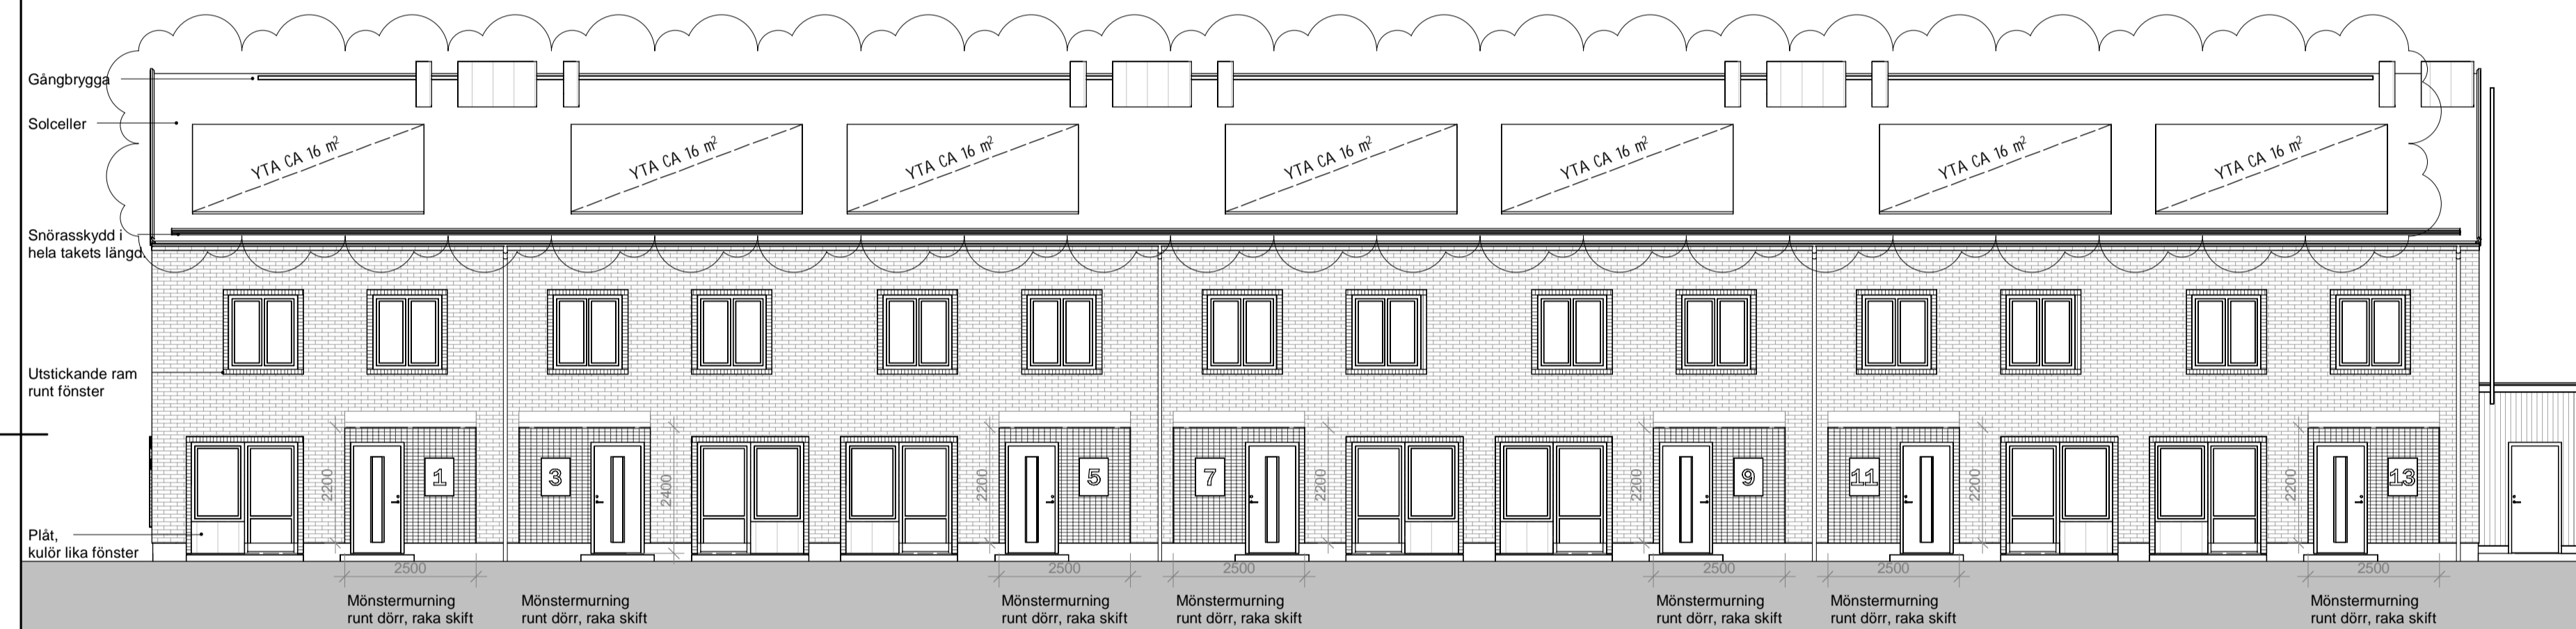 Gångbrygga
Solceller
YTA CA 16 m²
YTA CA 16 m²
YTA CA 16 m²
YTA CA 16 m²
YTA CA 16 m²
YTA CA 16 m²
YTA CA 16 m²
Snörasskydd i
hela takets längd
Utstickande ram
runt fönster
Plåt,
kulör lika fönster
2200
1
3
2400
2200
5
7
2200
2200
9
11
2200
2200
13
2500
2500
2500
2500
2500
2500
Mönstermurning
runt dörr, raka skift
Mönstermurning
runt dörr, raka skift
Mönstermurning
runt dörr, raka skift
Mönstermurning
runt dörr, raka skift
Mönstermurning
runt dörr, raka skift
Mönstermurning
runt dörr, raka skift
Mönstermurning
runt dörr, raka skift